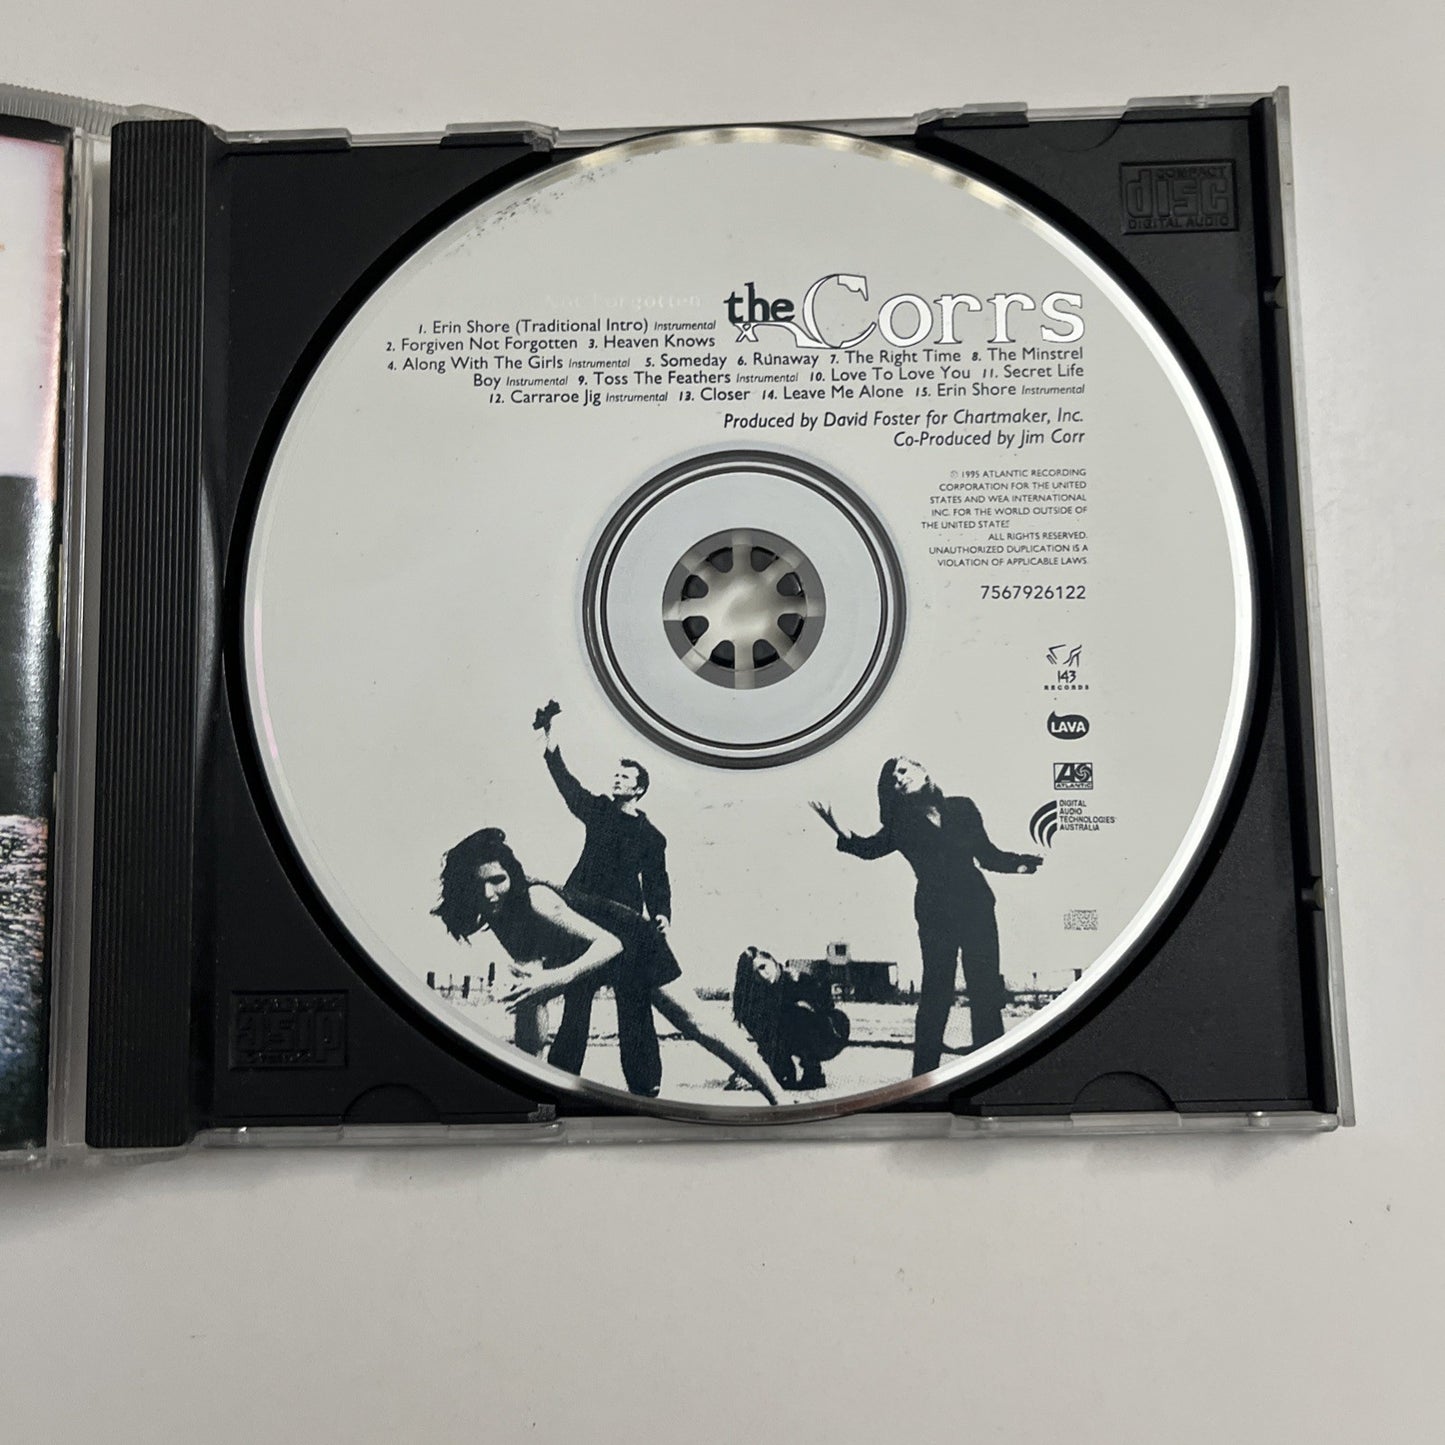 COMPACT
disc
DIGITAL AUDIO
Not Forgotten
the Corrs
1. Erin Shore (Traditional Intro) Instrumental
2. Forgiven Not Forgotten 3. Heaven Knows
4. Along With The Girls Instrumental 5. Someday 6. Runaway 7. The Right Time 8. The Minstrel
Boy Instrumental 9. Toss The Feathers Instrumental 10. Love To Love You 11. Secret Life
12. Carraroe Jig Instrumental 13. Closer 14. Leave Me Alone 15. Erin Shore Instrumental
Produced by David Foster for Chartmaker, Inc.
Co-Produced by Jim Corr
℗ 1995 ATLANTIC RECORDING
CORPORATION FOR THE UNITED
STATES AND WEA INTERNATIONAL
INC. FOR THE WORLD OUTSIDE OF
THE UNITED STATES
ALL RIGHTS RESERVED.
UNAUTHORIZED DUPLICATION IS A
VIOLATION OF APPLICABLE LAWS.
7567926122
143
RECORDS
LAVA
ATLANTIC
DIGITAL
AUDIO
TECHNOLOGIES
AUSTRALIA